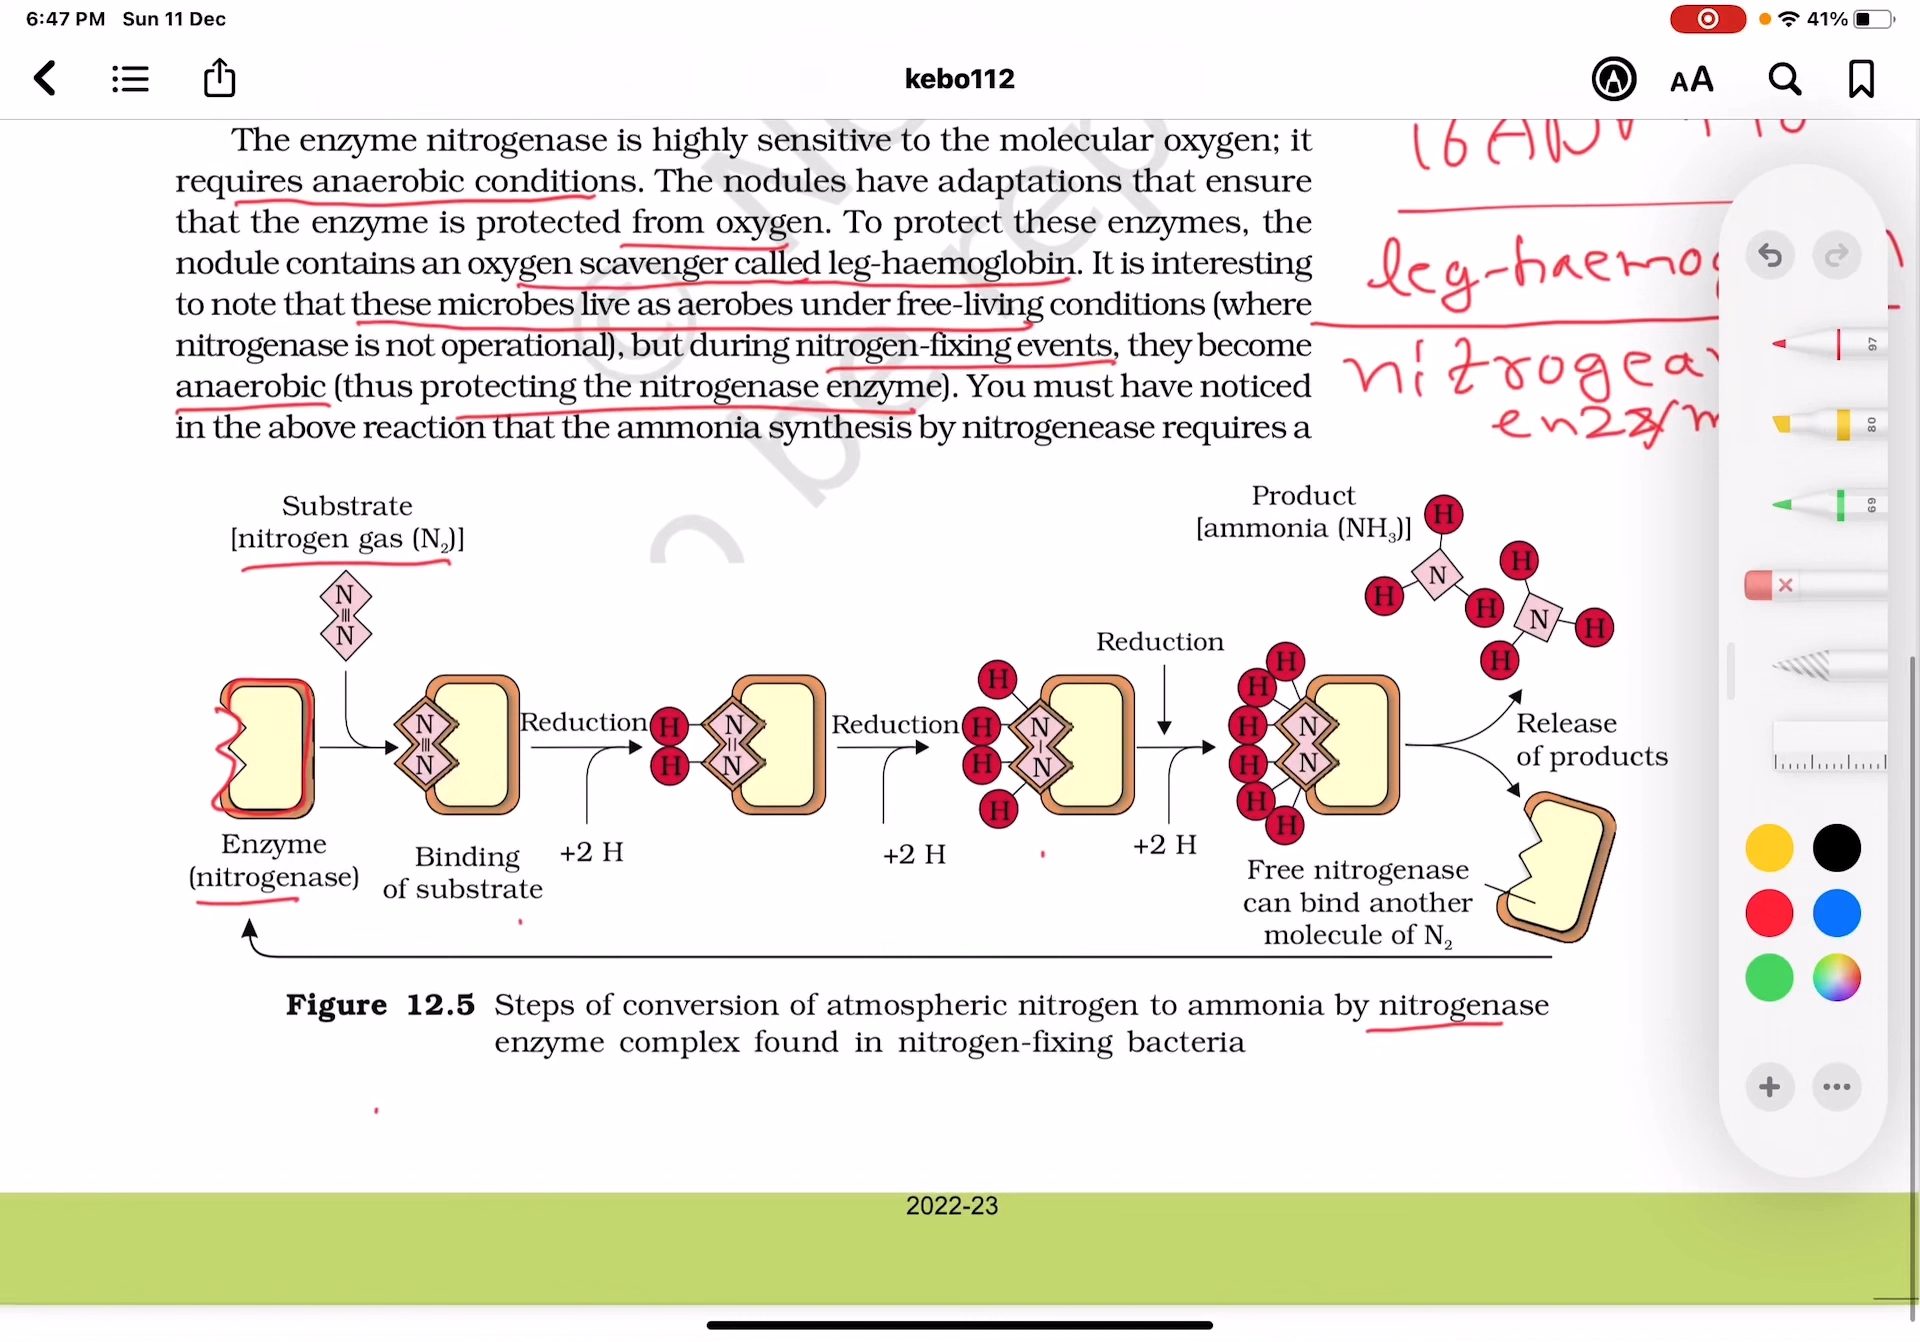 6:47 PM Sun 11 Dec
41%
kebo112
The enzyme nitrogenase is highly sensitive to the molecular oxygen; it
requires anaerobic conditions. The nodules have adaptations that ensure
that the enzyme is protected from oxygen. To protect these enzymes, the
nodule contains an oxygen scavenger called leg-haemoglobin. It is interesting
to note that these microbes live as aerobes under free-living conditions (where
nitrogenase is not operational), but during nitrogen-fixing events, they become
anaerobic (thus protecting the nitrogenase enzyme). You must have noticed
in the above reaction that the ammonia synthesis by nitrogenease requires a
leg-haemo
97
80
69
Substrate
[nitrogen gas (N₂)]
N
N
Product
[ammonia (NH₃)]
H
H
N
H
H
N
H
H
Enzyme
(nitrogenase)
N
N
Binding
of substrate
Reduction
+2 H
H
H
N
N
Reduction
+2 H
H
H
H
H
N
N
Reduction
+2 H
H
H
H
H
H
H
N
N
Release
of products
Free nitrogenase
can bind another
molecule of N₂
Figure 12.5 Steps of conversion of atmospheric nitrogen to ammonia by nitrogenase
enzyme complex found in nitrogen-fixing bacteria
2022-23